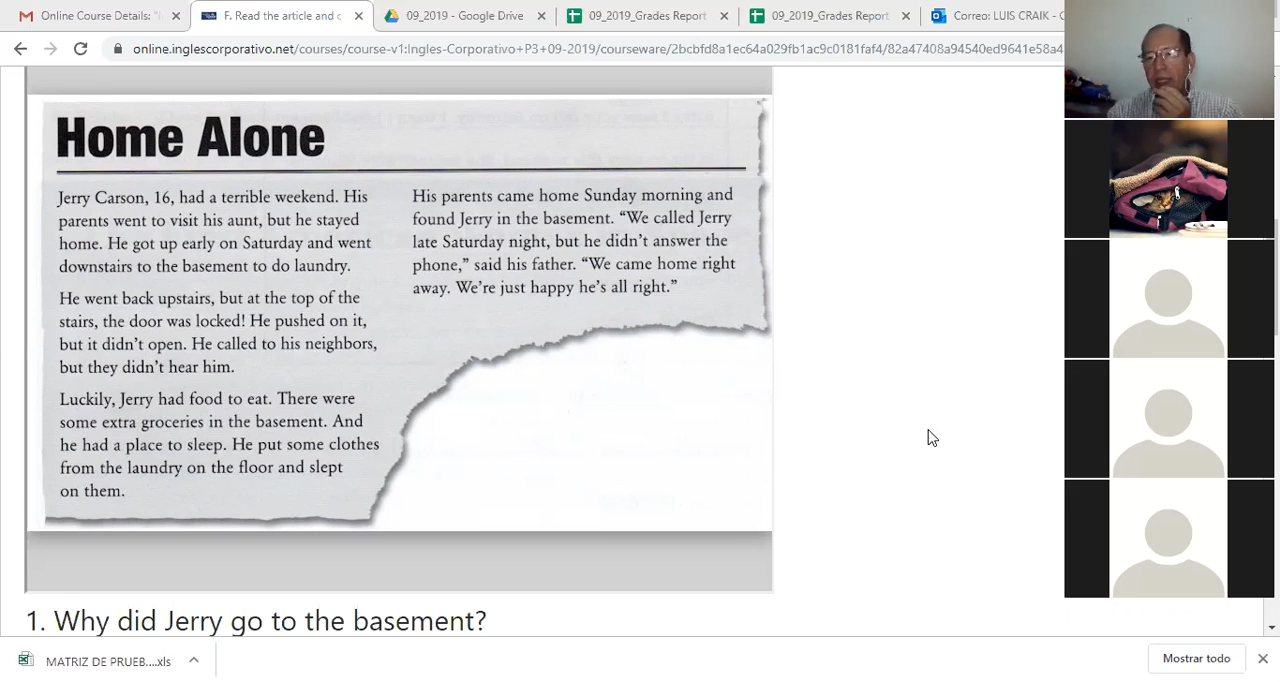 Online Course Details: "I
F. Read the article and c
09_2019 - Google Drive
09_2019_Grades Report
09_2019_Grades Report
Correo: LUIS CRAIK - C
online.inglescorporativo.net/courses/course-v1:Ingles-Corporativo+P3+09-2019/courseware/2bcbfd8a1ec64a029fb1ac9c0181faf4/82a47408a94540ed9641e58a4
Home Alone
Jerry Carson, 16, had a terrible weekend. His
parents went to visit his aunt, but he stayed
home. He got up early on Saturday and went
downstairs to the basement to do laundry.
He went back upstairs, but at the top of the
stairs, the door was locked! He pushed on it,
but it didn't open. He called to his neighbors,
but they didn't hear him.
Luckily, Jerry had food to eat. There were
some extra groceries in the basement. And
he had a place to sleep. He put some clothes
from the laundry on the floor and slept
on them.
His parents came home Sunday morning and
found Jerry in the basement. "We called Jerry
late Saturday night, but he didn't answer the
phone," said his father. "We came home right
away. We're just happy he's all right."
1. Why did Jerry go to the basement?
MATRIZ DE PRUEB....xls
Mostrar todo